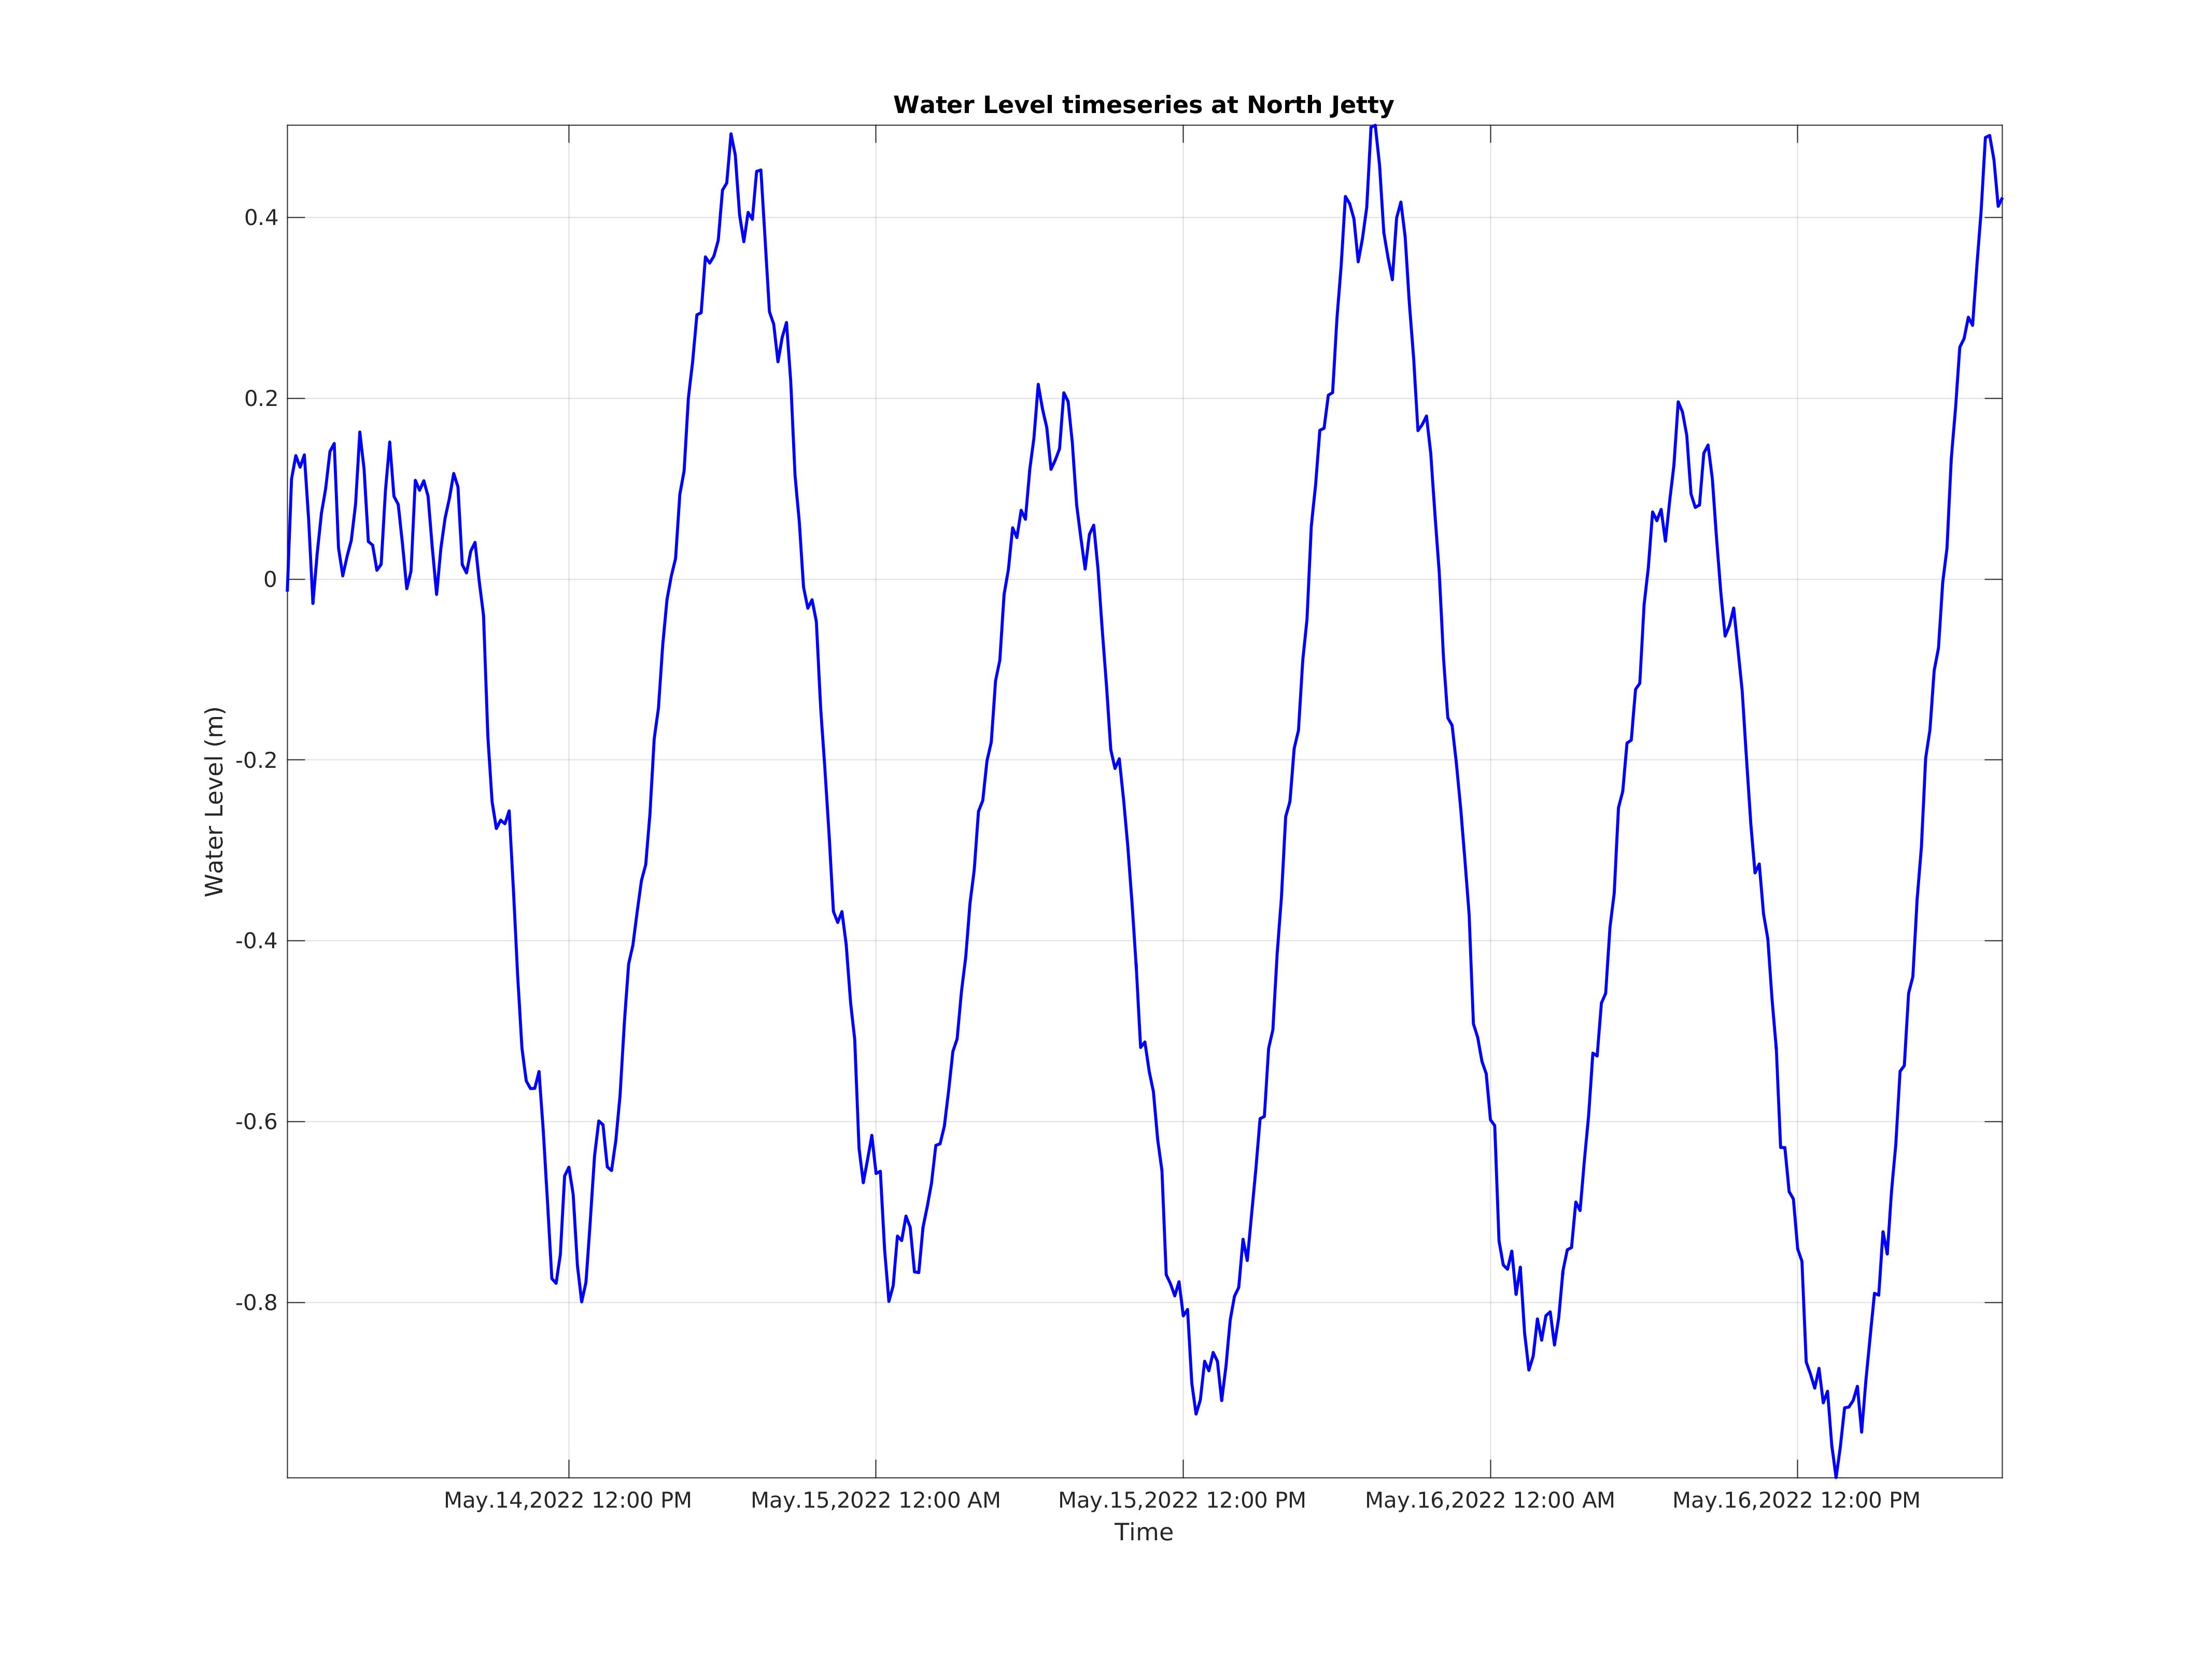 Water Level timeseries at North Jetty
Water Level (m)
0.4
0.2
0
-0.2
-0.4
-0.6
-0.8
May.14,2022 12:00 PM
May.15,2022 12:00 AM
May.15,2022 12:00 PM
May.16,2022 12:00 AM
May.16,2022 12:00 PM
Time